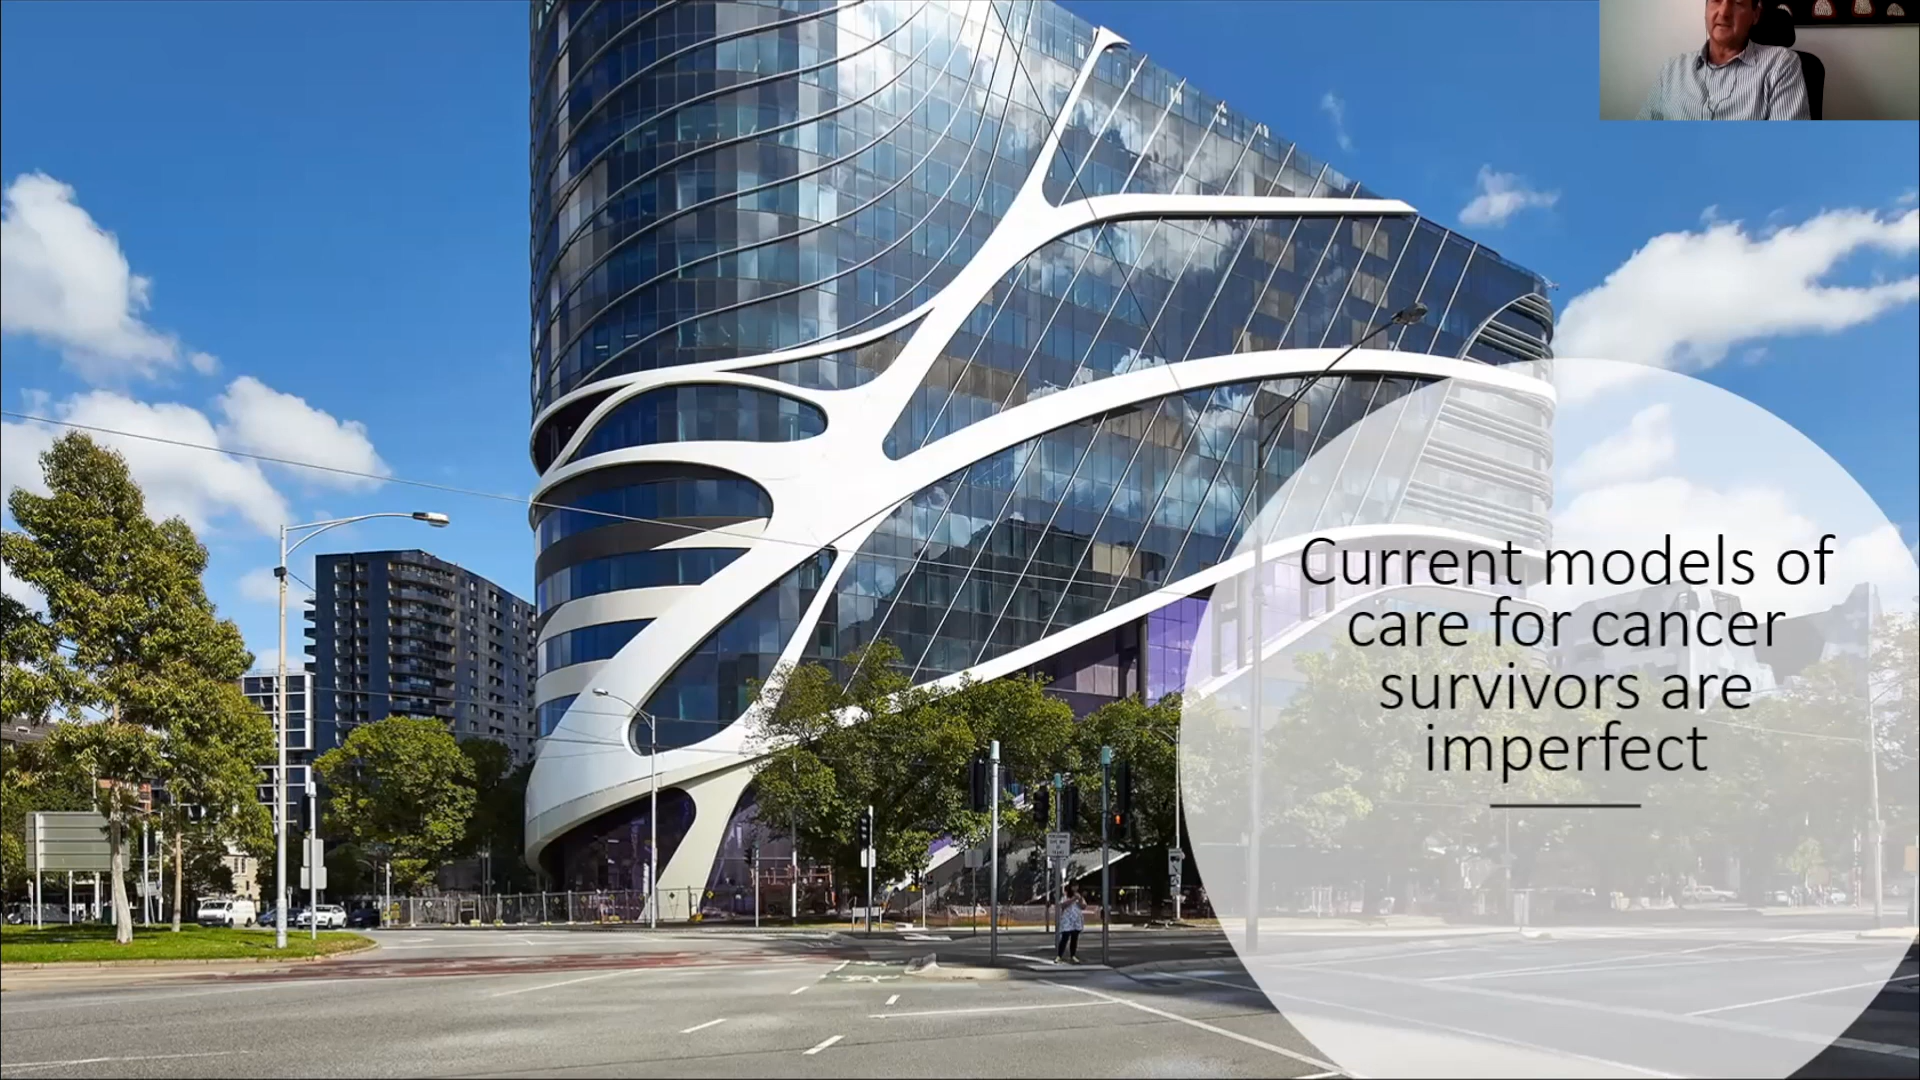 Current models of
care for cancer
survivors are
imperfect